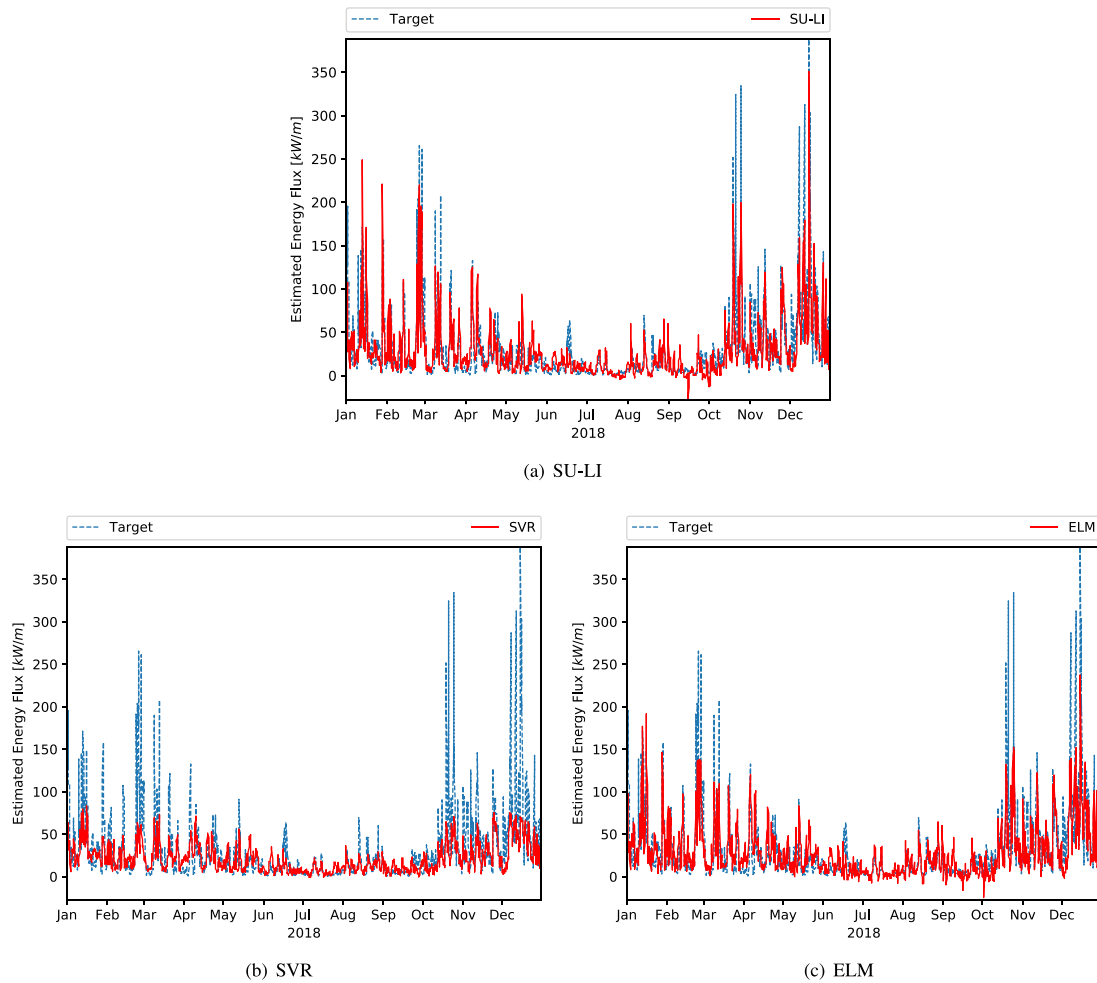 Target SU-LI
Estimated Energy Flux [kW/m]
350
300
250
200
150
100
50
0
Jan Feb Mar Apr May Jun Jul Aug Sep Oct Nov Dec
2018
(a) SU-LI
Target SVR
Estimated Energy Flux [kW/m]
350
300
250
200
150
100
50
0
Jan Feb Mar Apr May Jun Jul Aug Sep Oct Nov Dec
2018
(b) SVR
Target ELM
Estimated Energy Flux [kW/m]
350
300
250
200
150
100
50
0
Jan Feb Mar Apr May Jun Jul Aug Sep Oct Nov Dec
2018
(c) ELM